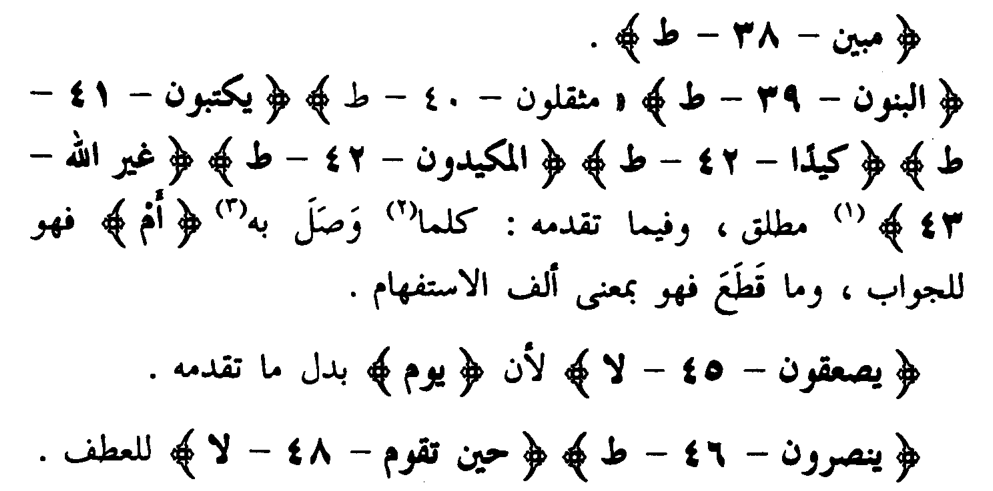 ﴿ مبين – ٣٨ – ط ﴾ .
﴿ البنون – ٣٩ – ط ﴾ « مثقلون – ٤٠ – ط ﴾ ﴿ يكتبون – ٤١ –
ط ﴾ ﴿ كيدًا – ٤٢ – ط ﴾ ﴿ المكيدون – ٤٢ – ط ﴾ ﴿ غير الله –
٤٣ ﴾ (١) مطلق ، وفيما تقدمه : كلما(٢) وَصَلَ به(٣) ﴿ أَمْ ﴾ فهو
للجواب ، وما قَطَعَ فهو بمعنى ألف الاستفهام .
﴿ يصعقون – ٤٥ – لا ﴾ لأن ﴿ يوم ﴾ بدل ما تقدمه .
﴿ ينصرون – ٤٦ – ط ﴾ ﴿ حين تقوم – ٤٨ – لا ﴾ للعطف .